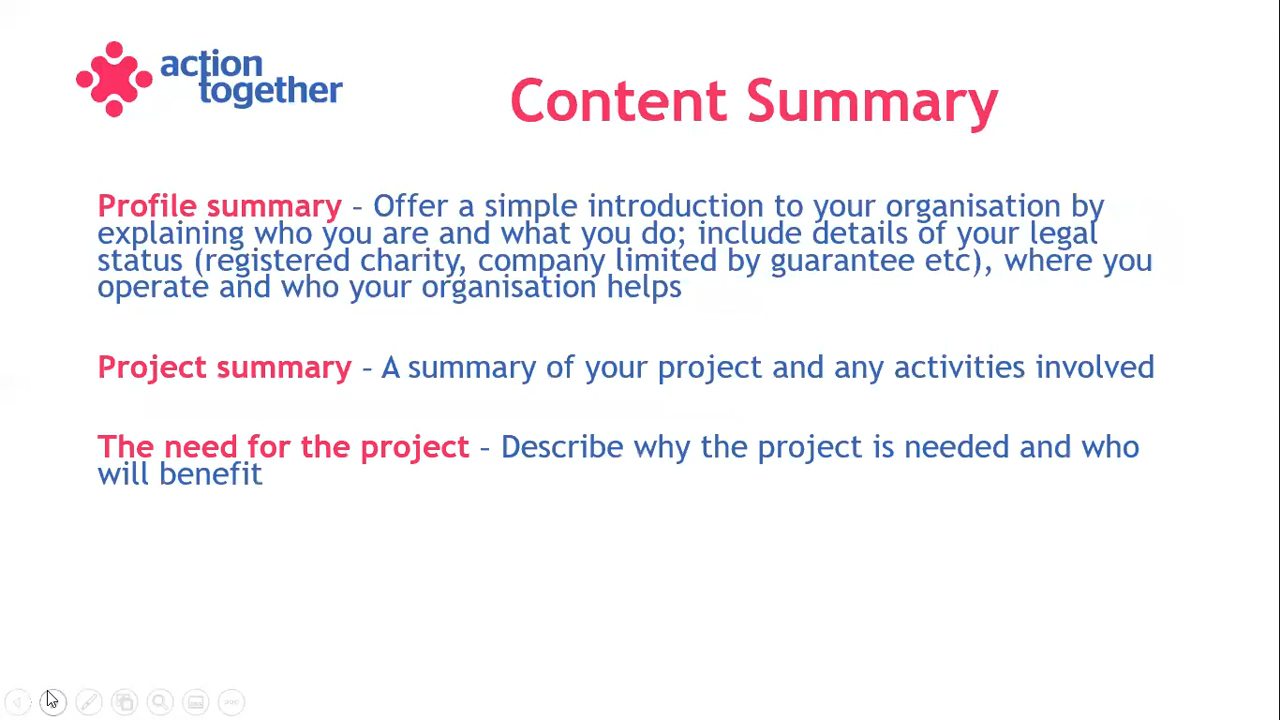 action
together
Content Summary
Profile summary – Offer a simple introduction to your organisation by
explaining who you are and what you do; include details of your legal
status (registered charity, company limited by guarantee etc), where you
operate and who your organisation helps
Project summary – A summary of your project and any activities involved
The need for the project – Describe why the project is needed and who
will benefit